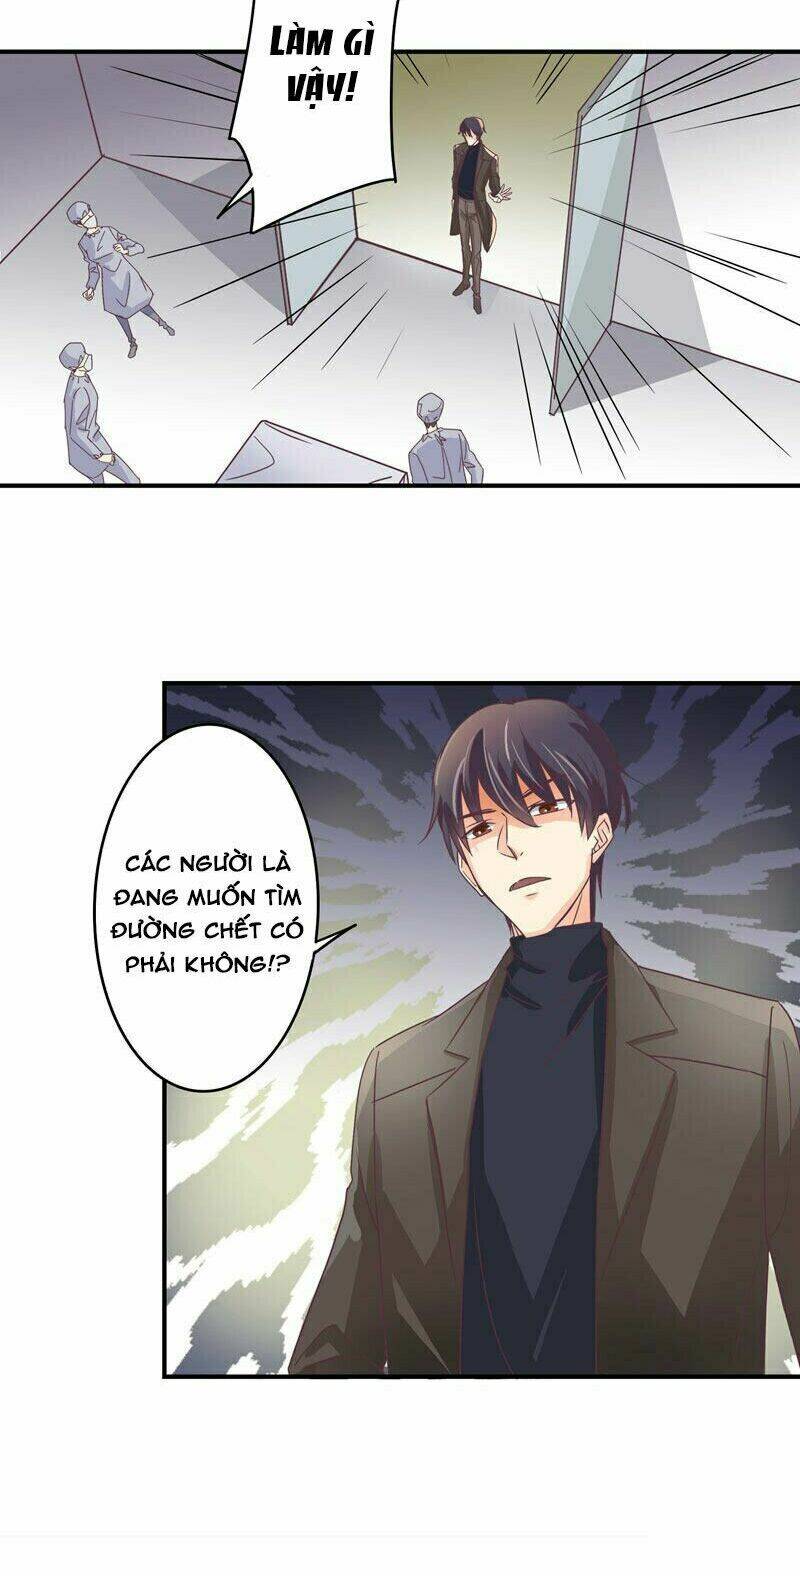 LÀM GÌ
VẬY!
CÁC NGƯỜI LÀ
ĐANG MUỐN TÌM
ĐƯỜNG CHẾT CÓ
PHẢI KHÔNG!?